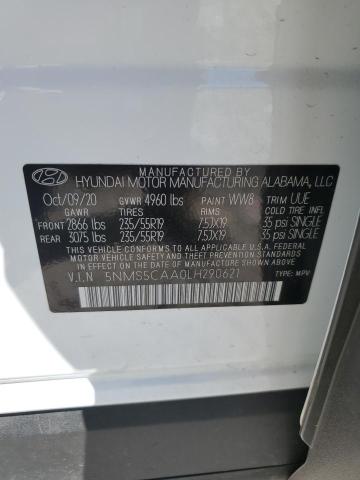 MANUFACTURED BY
HYUNDAI MOTOR MANUFACTURING ALABAMA, LLC
Oct/09/20 GVWR 4960 lbs PAINT WW8 TRIM UUE
GAWR TIRES RIMS
FRONT 2866 lbs 235/55R19 7.5JX19 35 psi SINGLE
REAR 3075 lbs 235/55R19 7.5JX19 35 psi SINGLE
THIS VEHICLE CONFORMS TO ALL APPLICABLE U.S. FEDERAL
MOTOR VEHICLE SAFETY, BUMPER, AND THEFT PREVENTION
STANDARDS IN EFFECT ON THE DATE OF MANUFACTURE SHOWN ABOVE.
V.I.N 5NMS5CAA0LH290621 TYPE: MPV